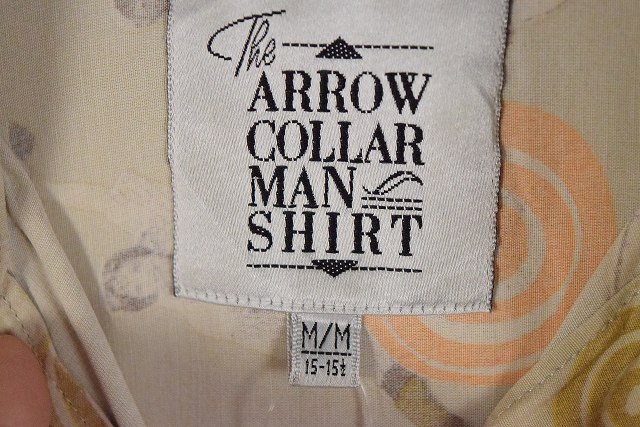 The
ARROW
COLLAR
MAN
SHIRT
M/M
15-15½